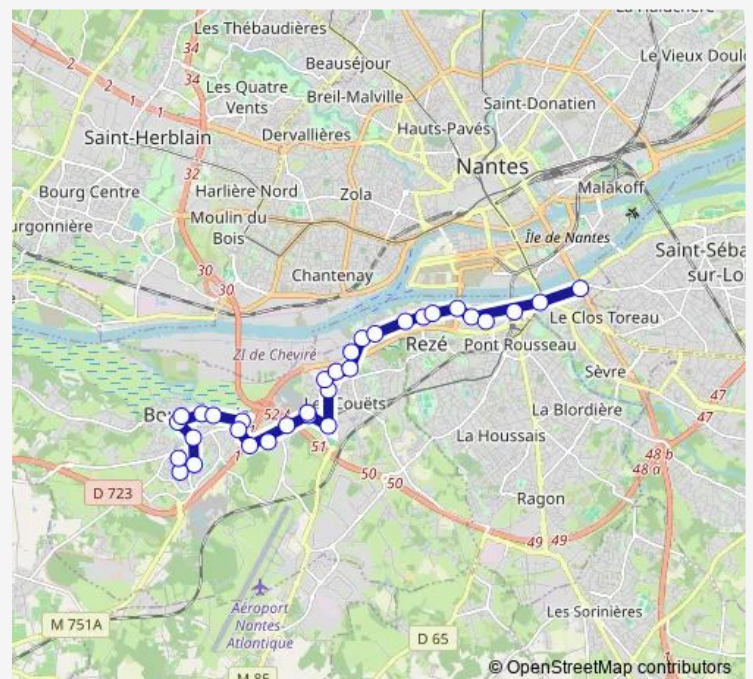 Les Thébaudières
34
Le Vieux Doulo
Beauséjour
2
34
Les Quatre
Vents
Breil-Malville
Saint-Donatien
2
1
1
Saint-Herblain
Dervallières
Hauts-Pavés
Nantes
32
Bourg Centre
Harlière Nord
Zola
Malakoff
urgonnière
Moulin du
Bois
Île de Nantes
Saint-Séba
sur-Lo
30
30
Chantenay
Le Clos Toreau
ZI de Cheviré
Rezé
Pont Rousseau
Sèvre
52
Couëts
47
La Blordière
47
51
La Houssais
48 b
48 a
50
50
D 723
Ragon
49
49
Aéroport
Nantes-
Atlantique
M 751A
Les Sorinières
D 65
M 85
1
© OpenStreetMap contributors